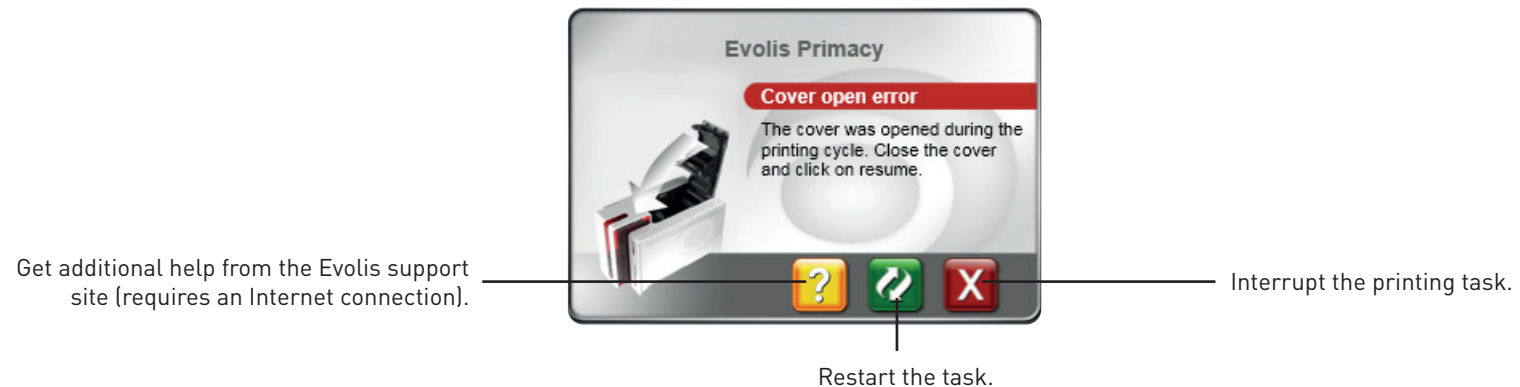 Evolis Primacy
Cover open error
The cover was opened during the
printing cycle. Close the cover
and click on resume.
Get additional help from the Evolis support
site (requires an Internet connection).
?
X
Interrupt the printing task.
Restart the task.